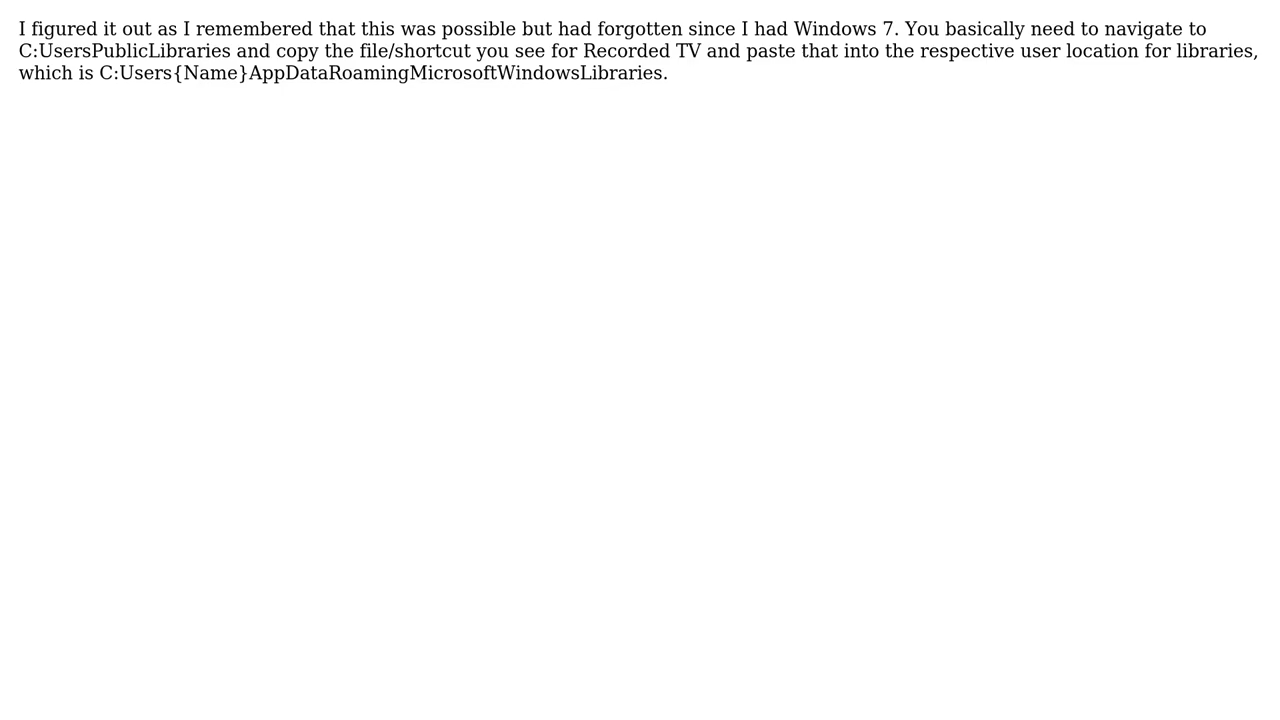 I figured it out as I remembered that this was possible but had forgotten since I had Windows 7. You basically need to navigate to
C:UsersPublicLibraries and copy the file/shortcut you see for Recorded TV and paste that into the respective user location for libraries,
which is C:Users{Name}AppDataRoamingMicrosoftWindowsLibraries.